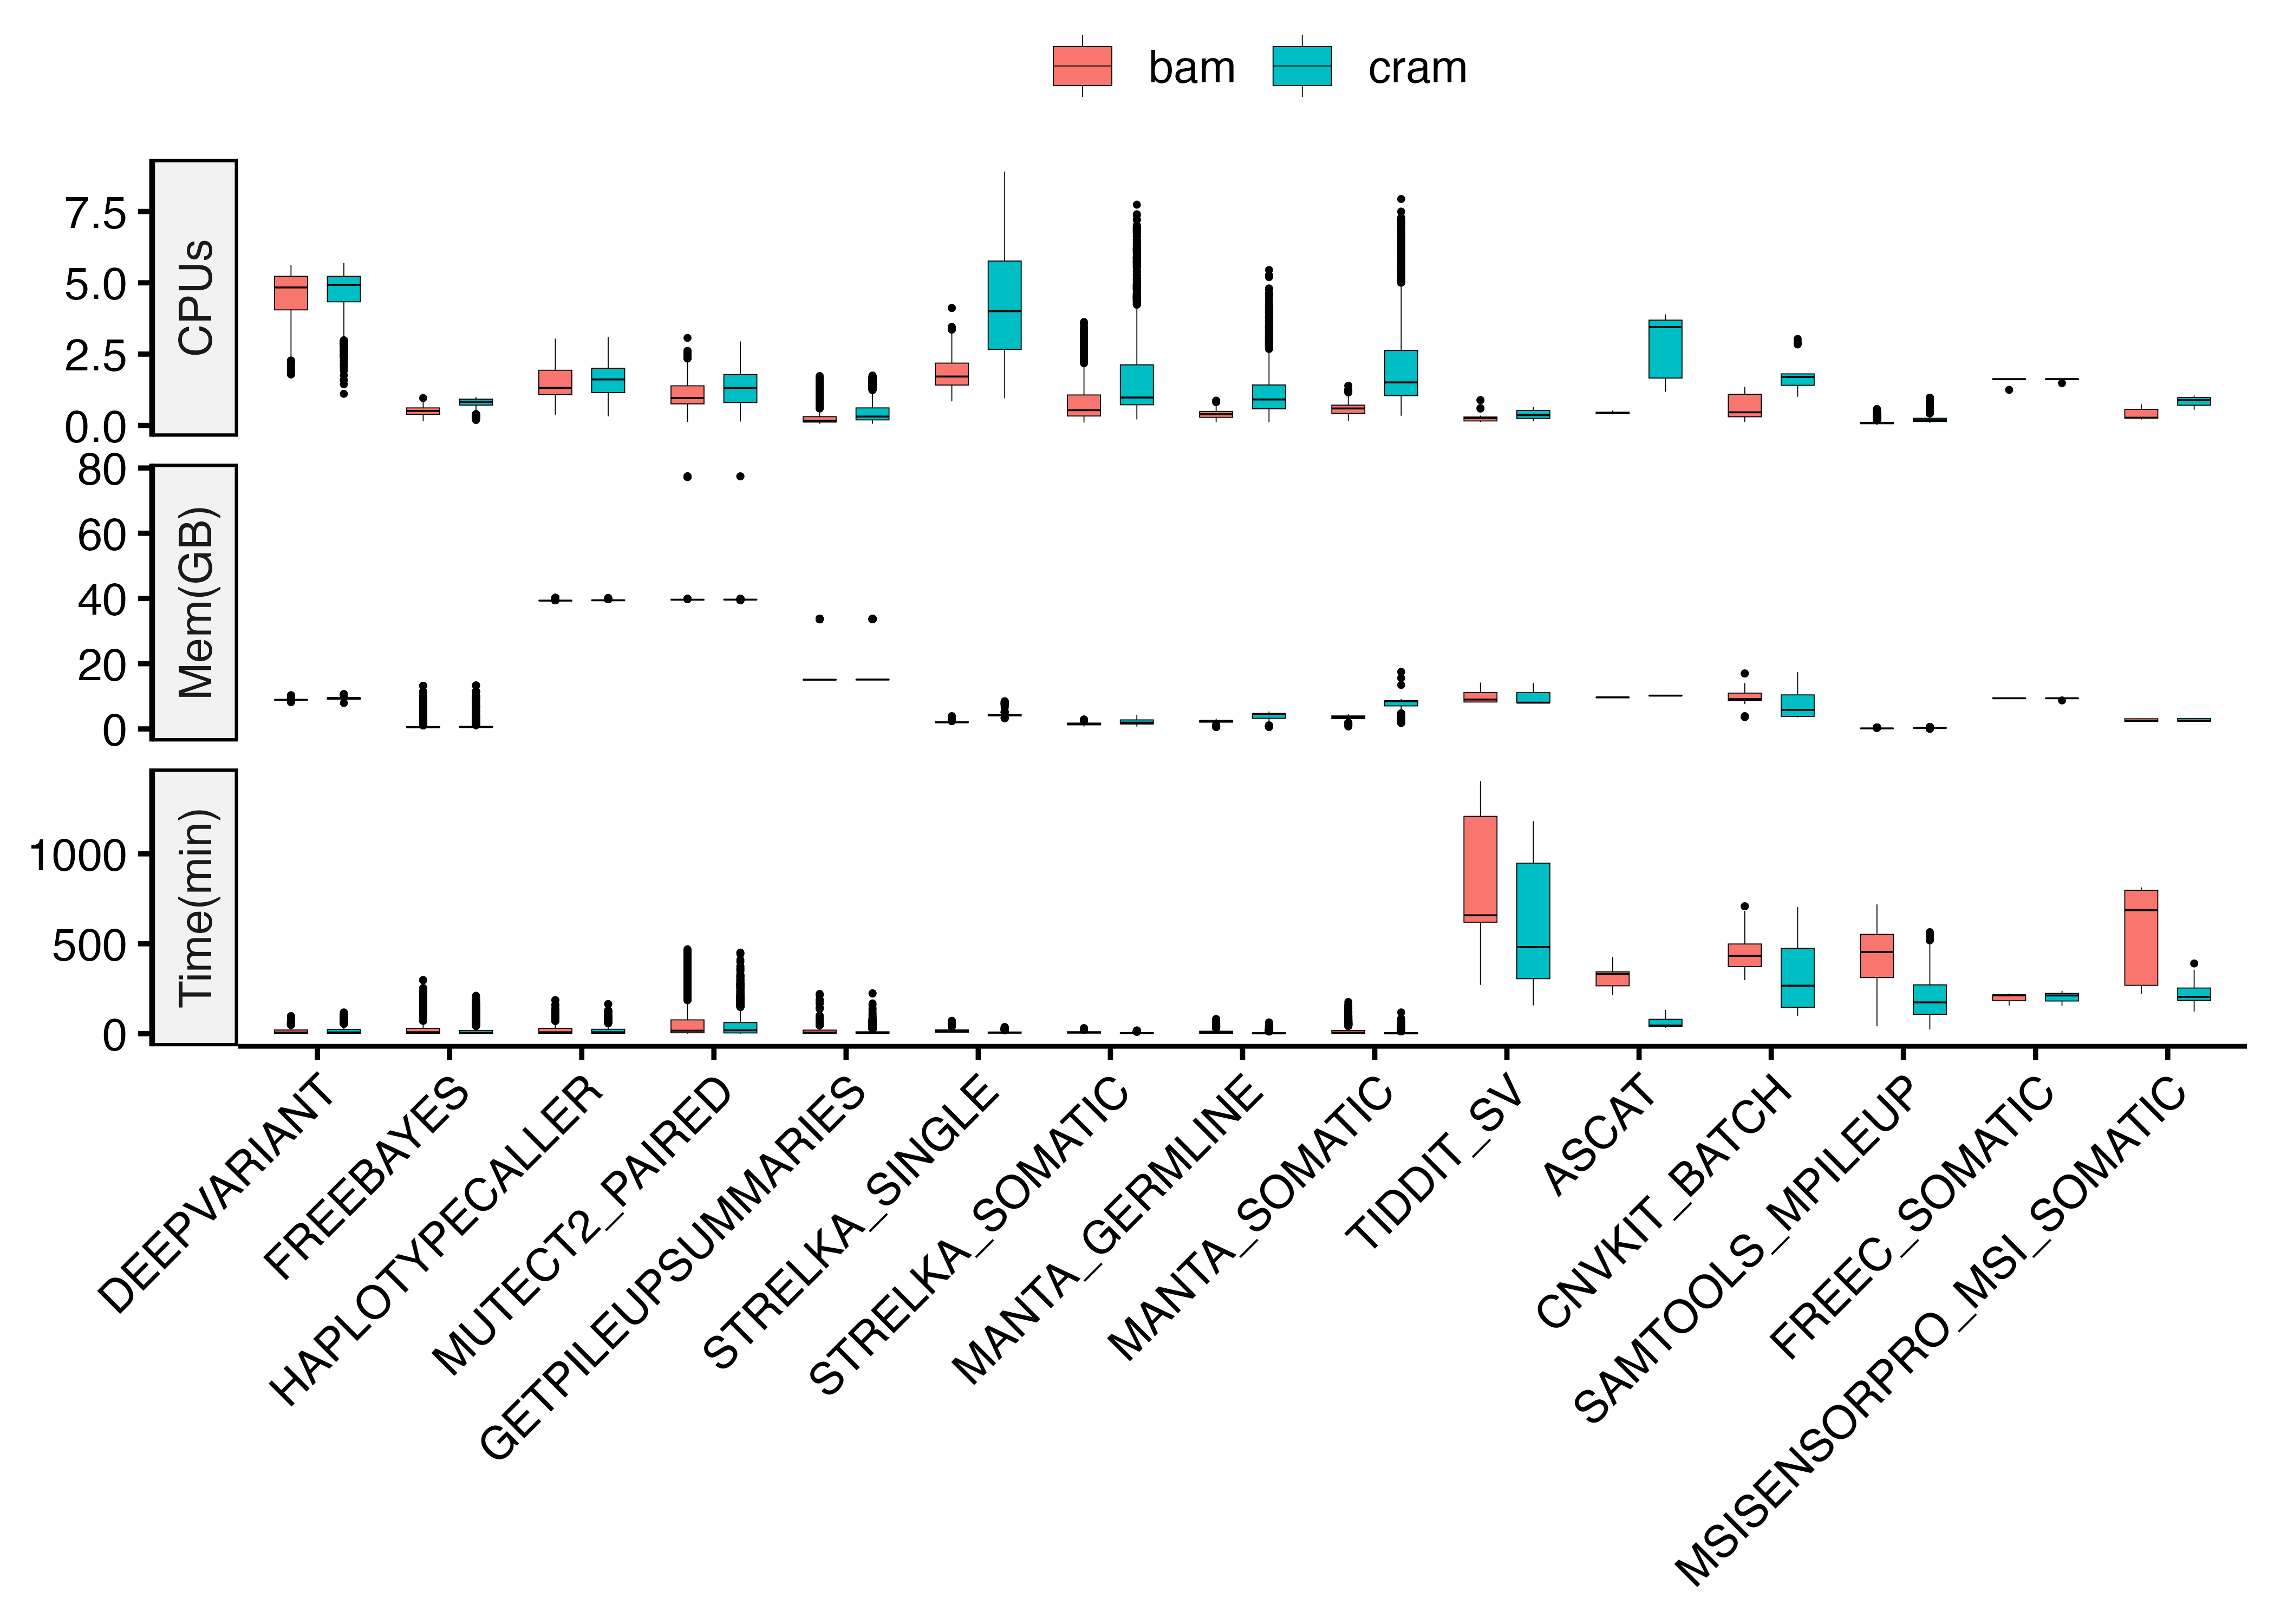 bam cram
CPUs
7.5
5.0
2.5
0.0
Mem(GB)
80
60
40
20
0
Time(min)
1000
500
0
DEEPVARIANT
FREEBAYES
HAPLOTYPECALLER
MUTECT2_PAIRED
GETPILEUPSUMMARIES
STRELKA_SINGLE
STRELKA_SOMATIC
MANTA_GERMLINE
MANTA_SOMATIC
TIDDIT_SV
ASCAT
CNVKIT_BATCH
SAMTOOLS_MPILEUP
FREEC_SOMATIC
MSISENSORPRO_MSI_SOMATIC